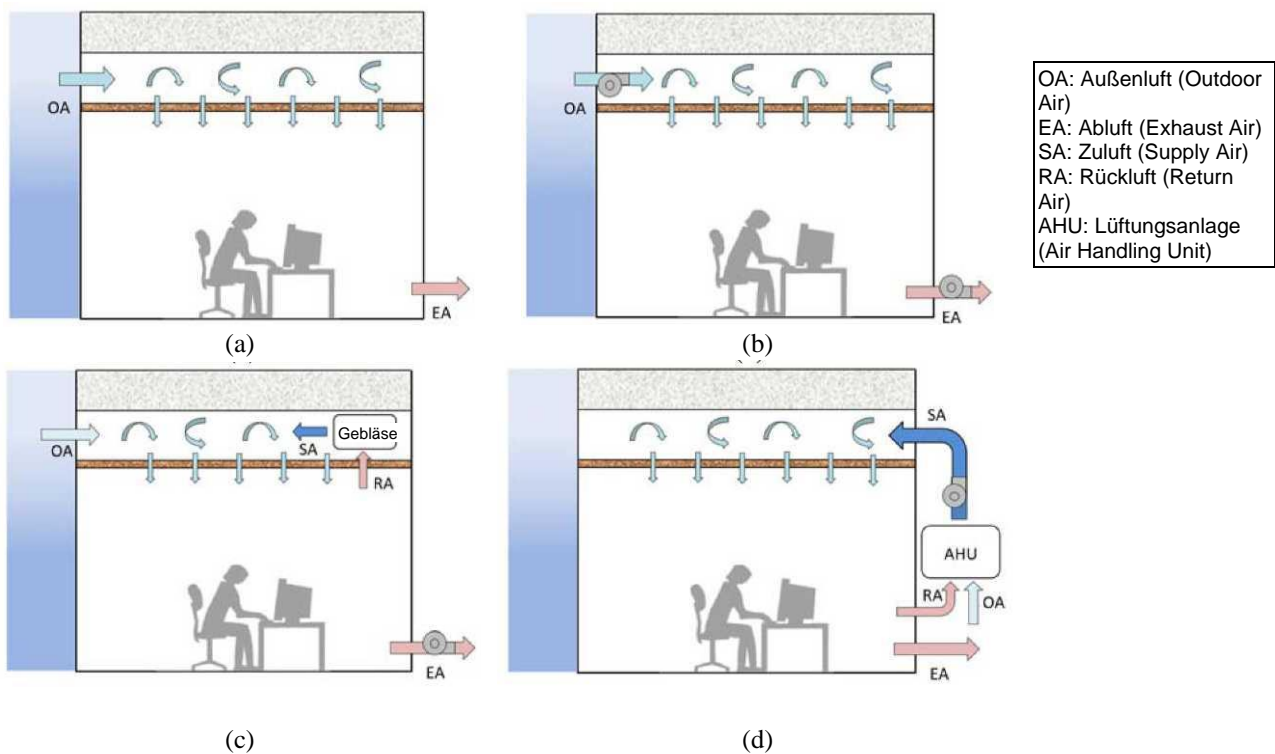 OA
EA
(a)
OA
EA
(b)
OA: Außenluft (Outdoor
Air)
EA: Abluft (Exhaust Air)
SA: Zuluft (Supply Air)
RA: Rückluft (Return
Air)
AHU: Lüftungsanlage
(Air Handling Unit)
OA
SA
Gebläse
RA
EA
(c)
SA
AHU
RA
OA
EA
(d)